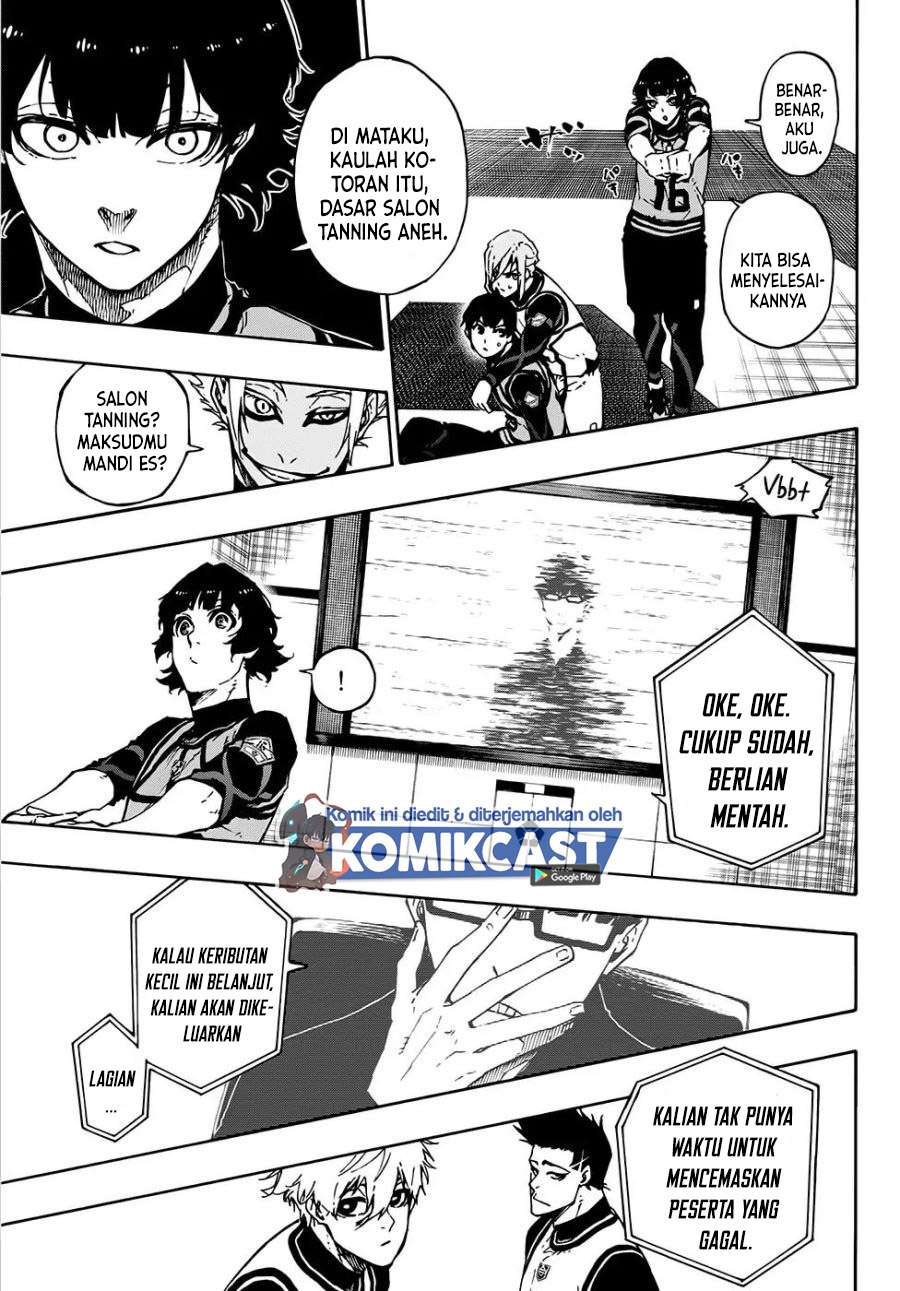 BENAR-
BENAR,
AKU
JUGA.
KITA BISA
MENYELESAI-
KANNYA
16
DI MATAKU,
KAULAH KO-
TORAN ITU,
DASAR SALON
TANNING ANEH.
SALON
TANNING?
MAKSUDMU
MANDI ES?
Vbbt
!
OKE, OKE.
CUKUP SUDAH,
BERLIAN
MENTAH.
Komik ini diedit & diterjemahkan oleh
KOMIKCAST
GET IT ON
Google Play
KALAU KERIBUTAN
KECIL INI BELANJUT,
KALIAN AKAN DIKE-
LUARKAN
LAGIAN
...
KALIAN TAK PUNYA
WAKTU UNTUK
MENCEMASKAN
PESERTA YANG
GAGAL.